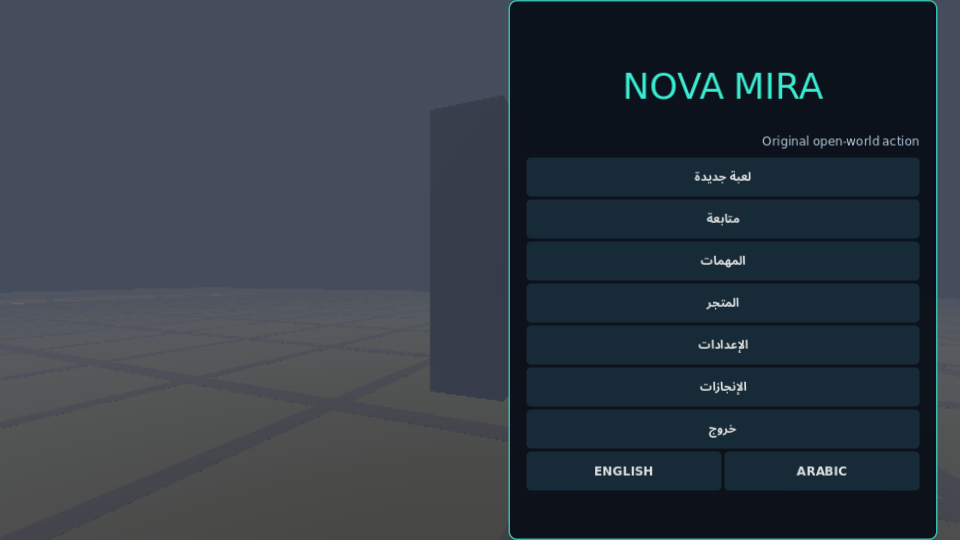 NOVA MIRA
Original open-world action
لعبة جديدة
متابعة
المهمات
المتجر
الإعدادات
الإنجازات
خروج
ENGLISH ARABIC